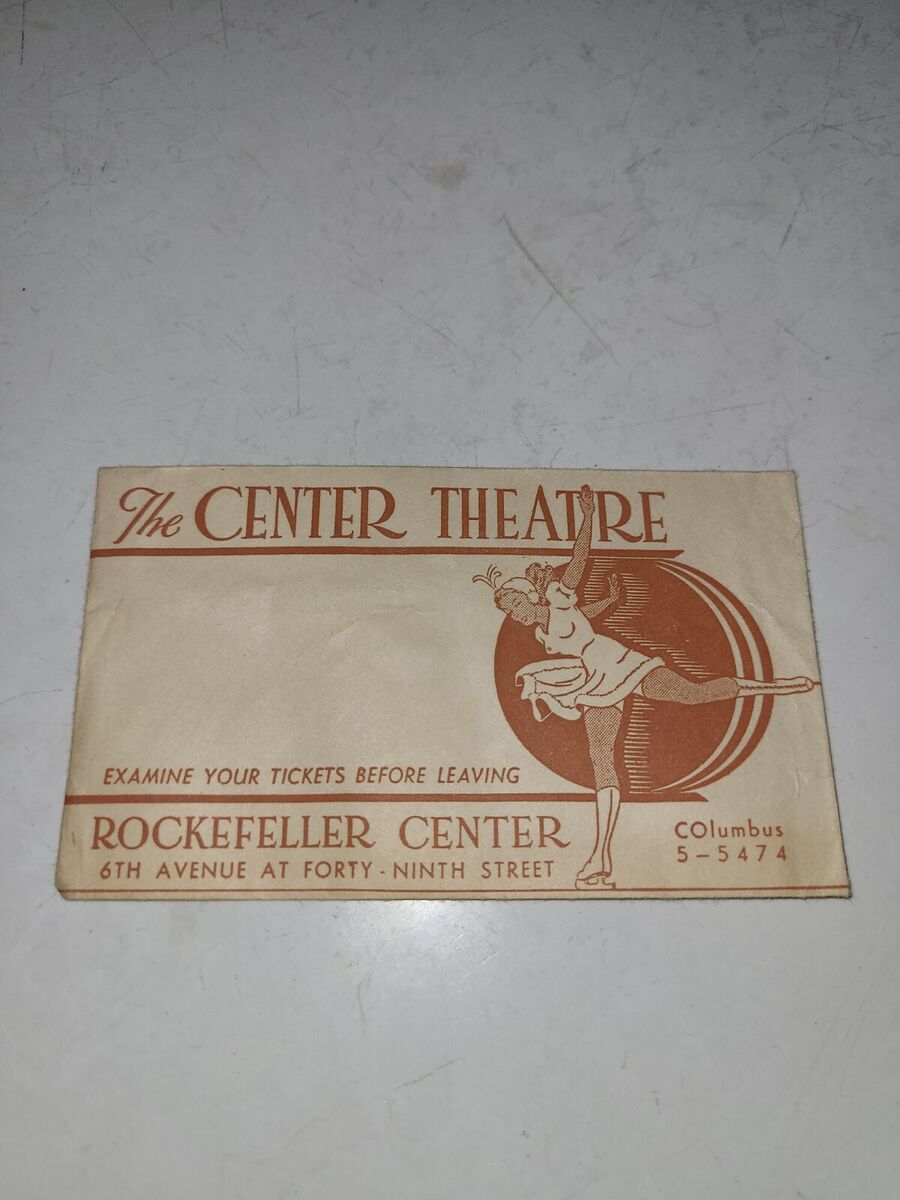 The CENTER THEATRE
EXAMINE YOUR TICKETS BEFORE LEAVING
ROCKEFELLER CENTER
6TH AVENUE AT FORTY-NINTH STREET
COlumbus
5-5474